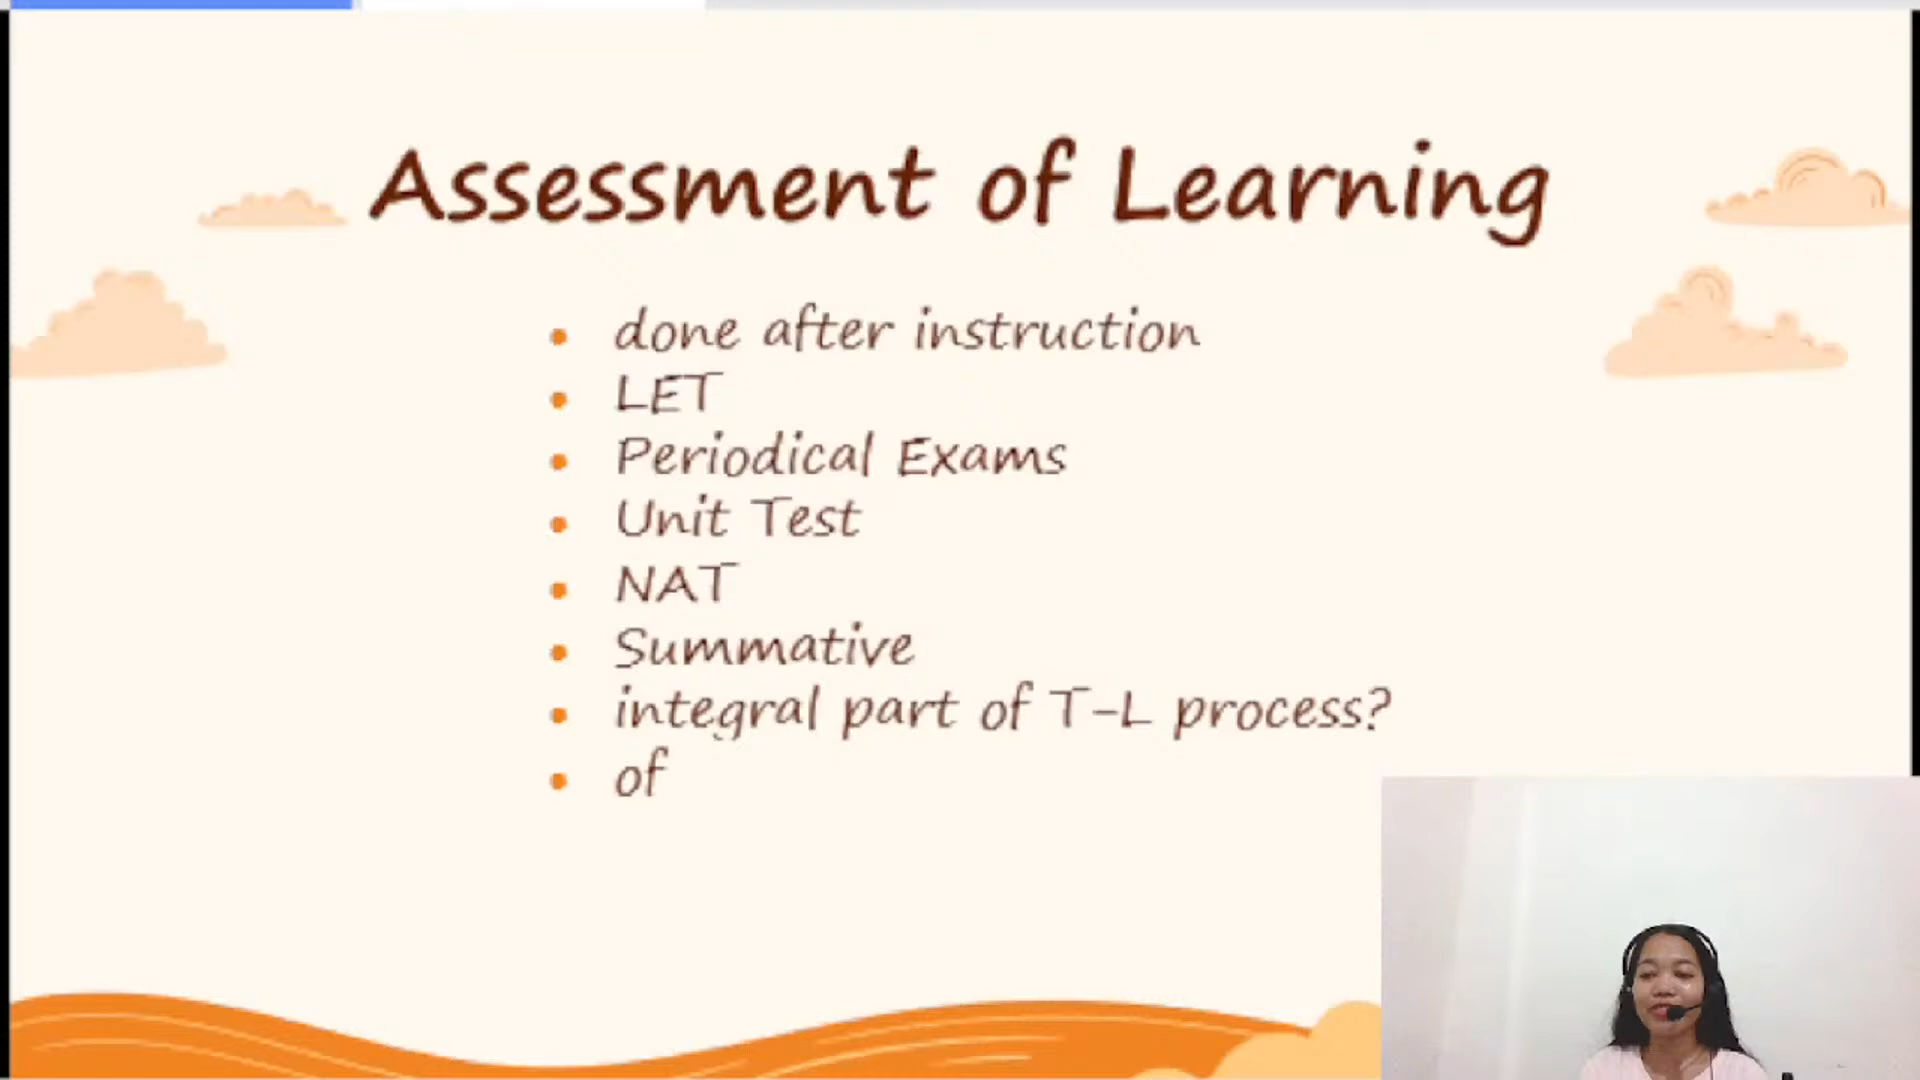 Assessment of Learning
done after instruction
LET
Periodical Exams
Unit Test
NAT
Summative
integral part of T-L process?
of